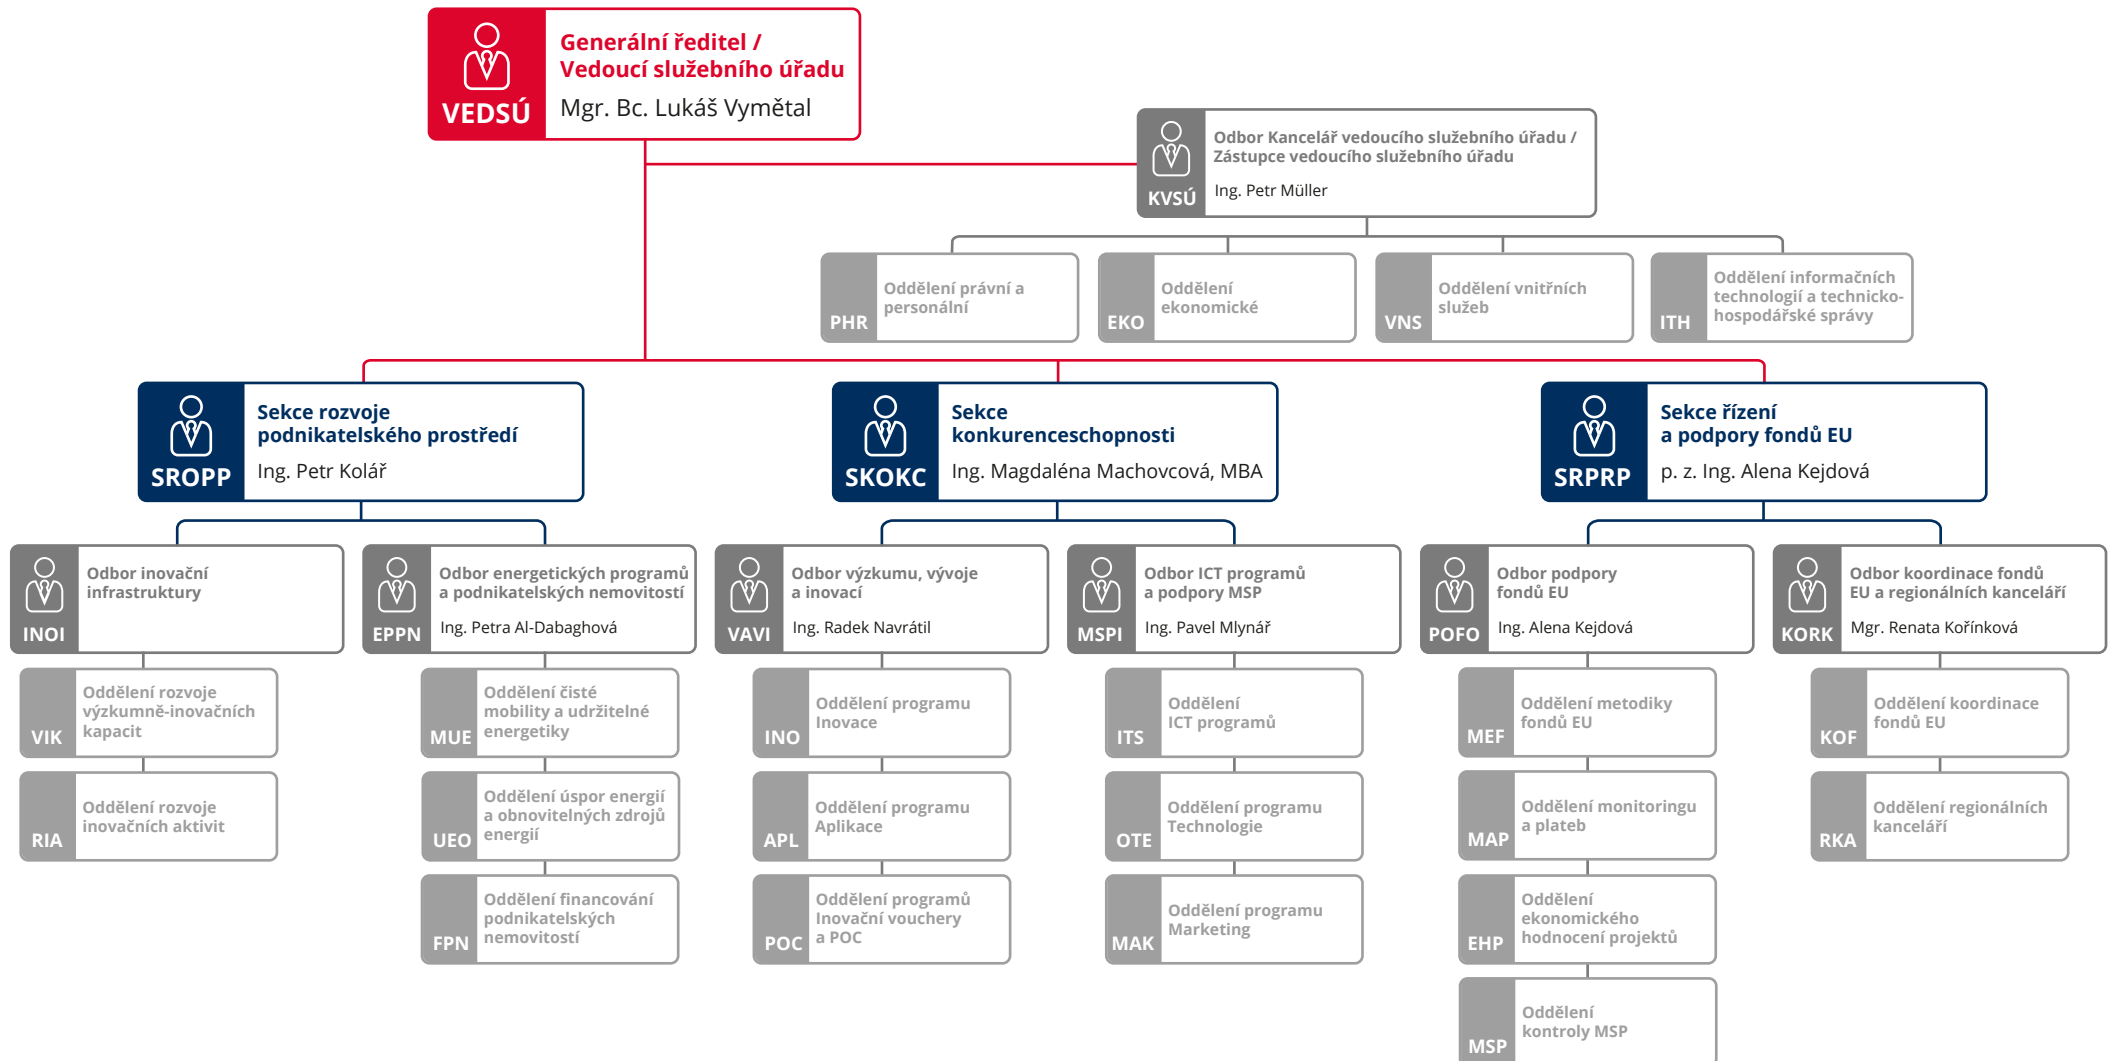 Generální ředitel /
Vedoucí služebního úřadu
Mgr. Bc. Lukáš Vymětal
VEDSÚ
Odbor Kancelář vedoucího služebního úřadu /
Zástupce vedoucího služebního úřadu
Ing. Petr Müller
KVSÚ
Oddělení právní a
personální
PHR
Oddělení
ekonomické
EKO
Oddělení vnitřních
služeb
VNS
Oddělení informačních
technologií a technicko-
hospodářské správy
ITH
Sekce rozvoje
podnikatelského prostředí
Ing. Petr Kolář
SROPP
Sekce
konkurenceschopnosti
Ing. Magdaléna Machovcová, MBA
SKOKC
Sekce řízení
a podpory fondů EU
p. z. Ing. Alena Kejdová
SRPRP
Odbor inovační
infrastruktury
INOI
Odbor energetických programů
a podnikatelských nemovitostí
Ing. Petra Al-Dabaghová
EPPN
Odbor výzkumu, vývoje
a inovací
Ing. Radek Navrátil
VAVI
Odbor ICT programů
a podpory MSP
Ing. Pavel Mlynář
MSPI
Odbor podpory
fondů EU
Ing. Alena Kejdová
POFO
Odbor koordinace fondů
EU a regionálních kanceláří
Mgr. Renata Kořínková
KORK
Oddělení rozvoje
výzkumně-inovačních
kapacit
VIK
Oddělení čisté
mobility a udržitelné
energetiky
MUE
Oddělení programu
Inovace
INO
Oddělení
ICT programů
ITS
Oddělení metodiky
fondů EU
MEF
Oddělení koordinace
fondů EU
KOF
Oddělení rozvoje
inovačních aktivit
RIA
Oddělení úspor energií
a obnovitelných zdrojů
energií
UEO
Oddělení programu
Aplikace
APL
Oddělení programu
Technologie
OTE
Oddělení monitoringu
a plateb
MAP
Oddělení regionálních
kanceláří
RKA
Oddělení financování
podnikatelských
nemovitostí
FPN
Oddělení programů
Inovační vouchery
a POC
POC
Oddělení programu
Marketing
MAK
Oddělení
ekonomického
hodnocení projektů
EHP
Oddělení
kontroly MSP
MSP